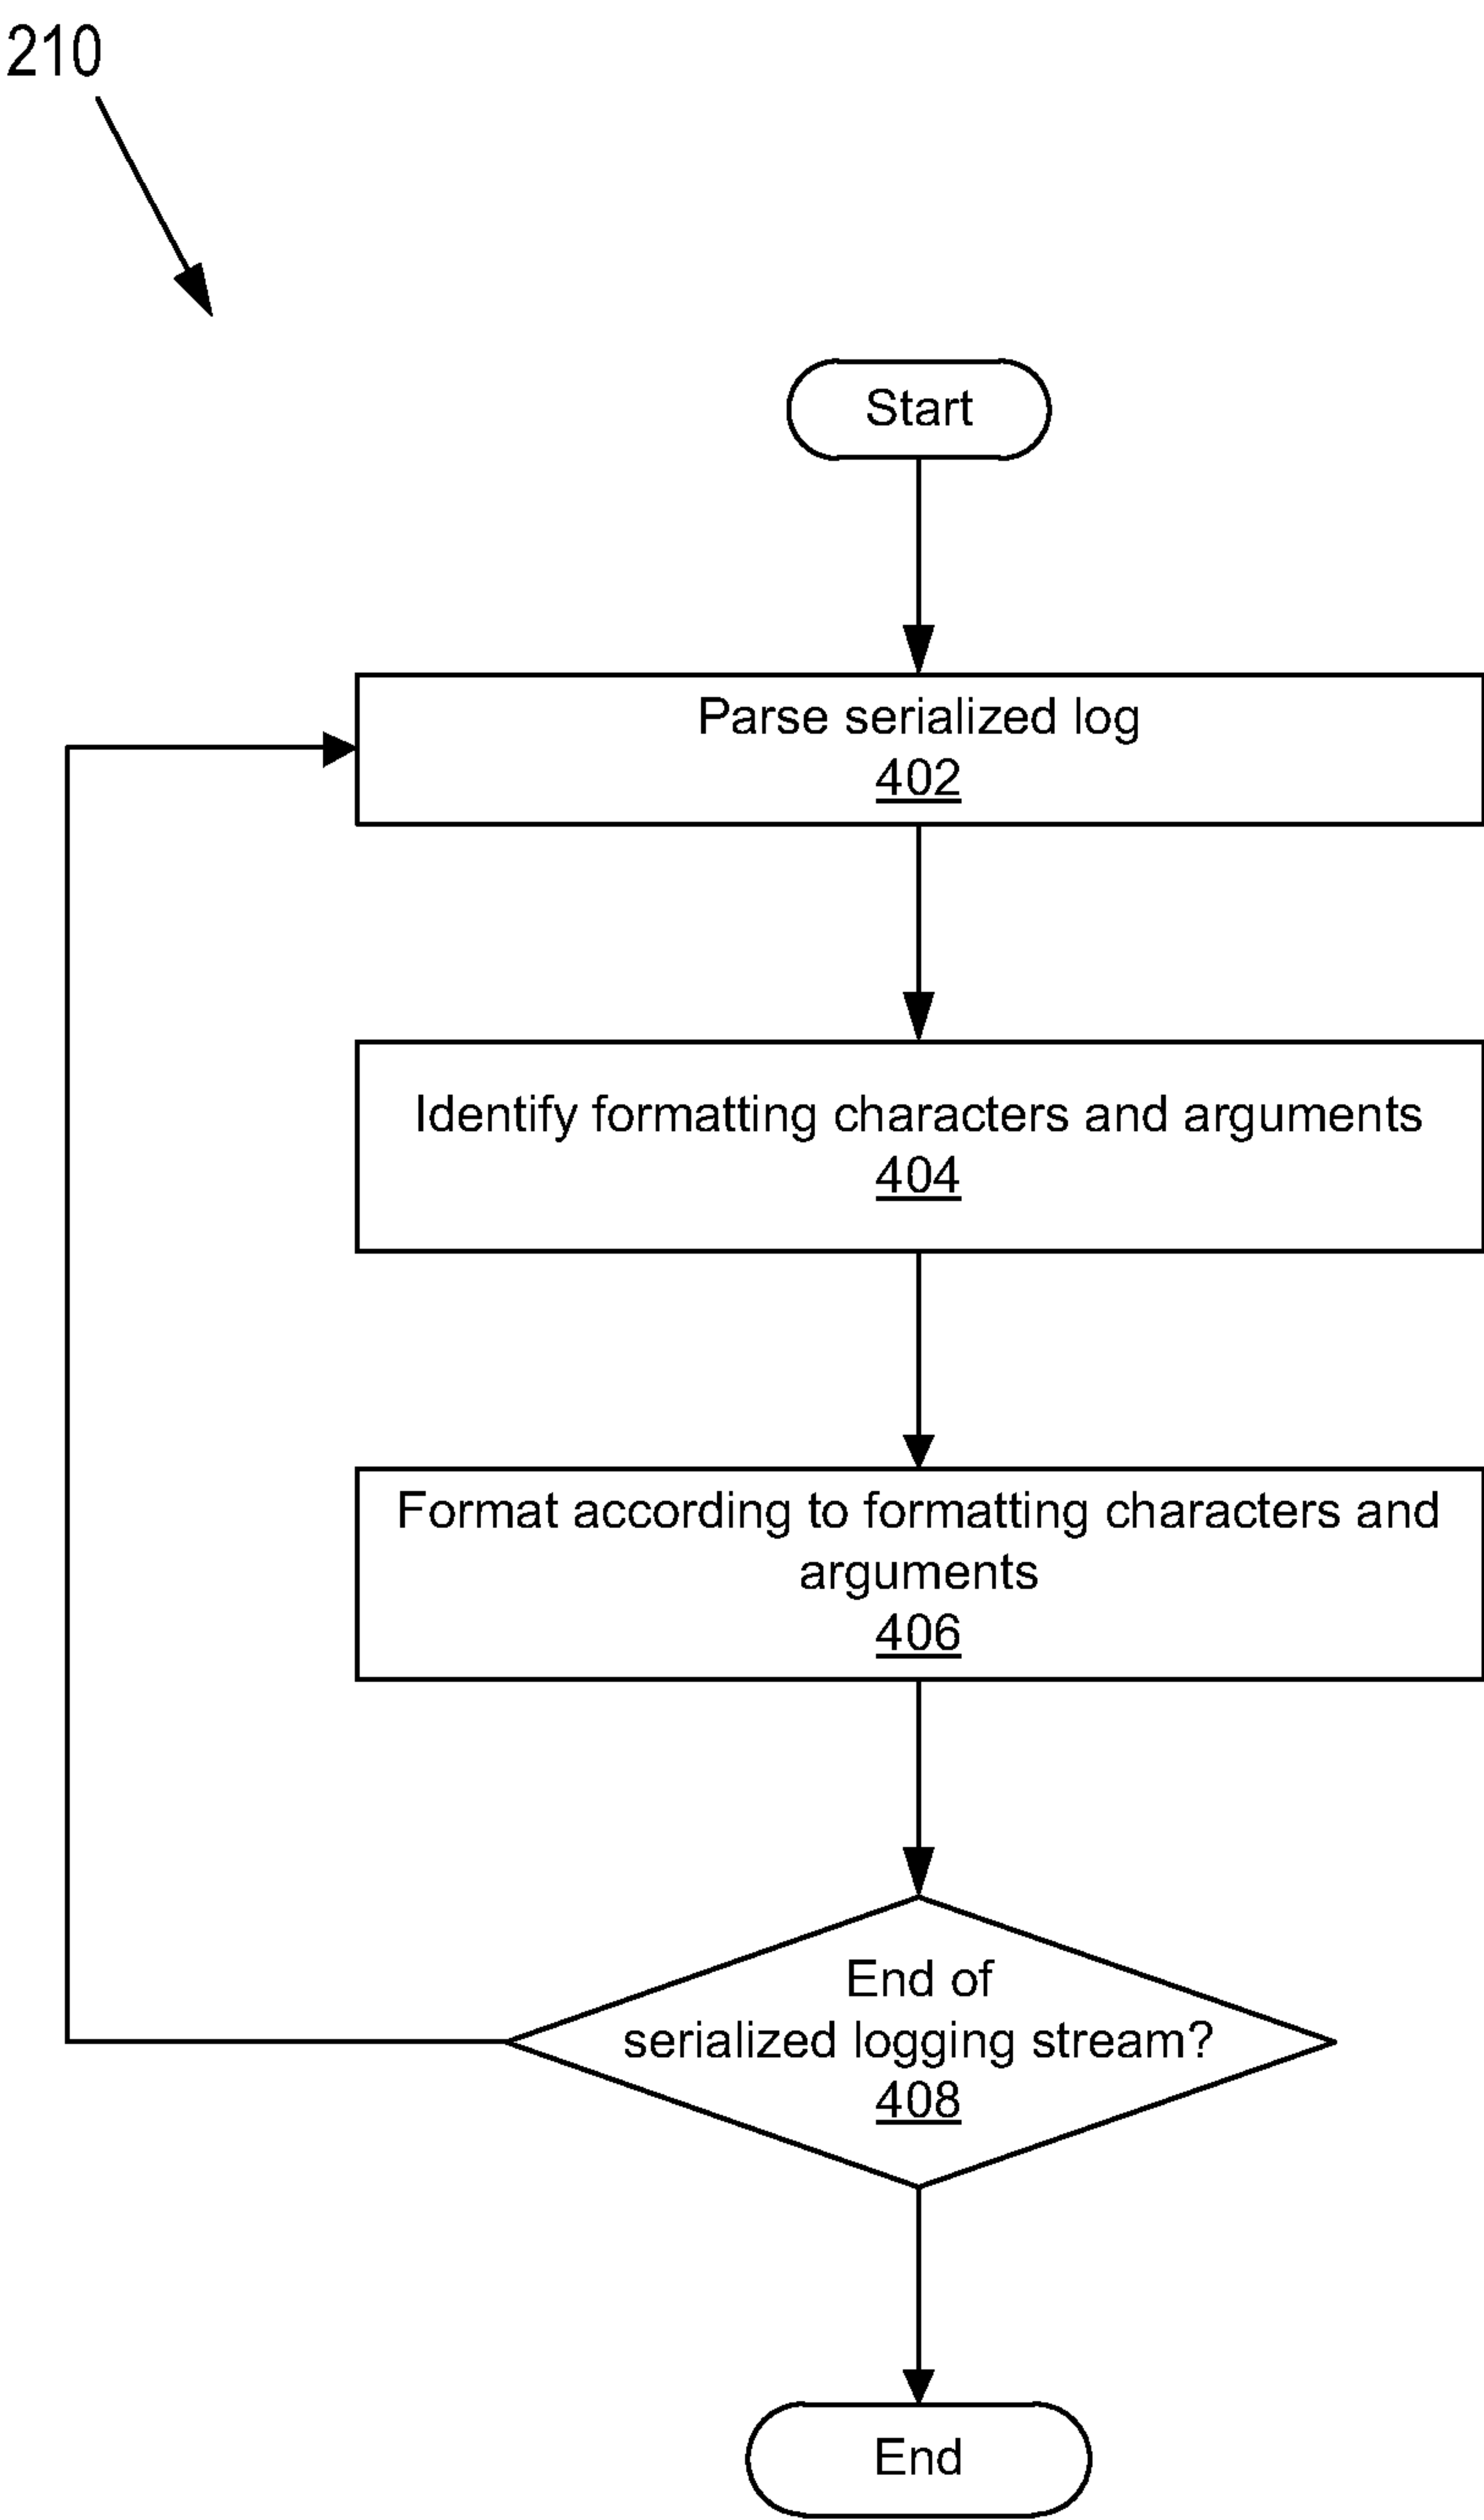 210
Start
Parse serialized log
402
Identify formatting characters and arguments
404
Format according to formatting characters and
arguments
406
End of
serialized logging stream?
408
End